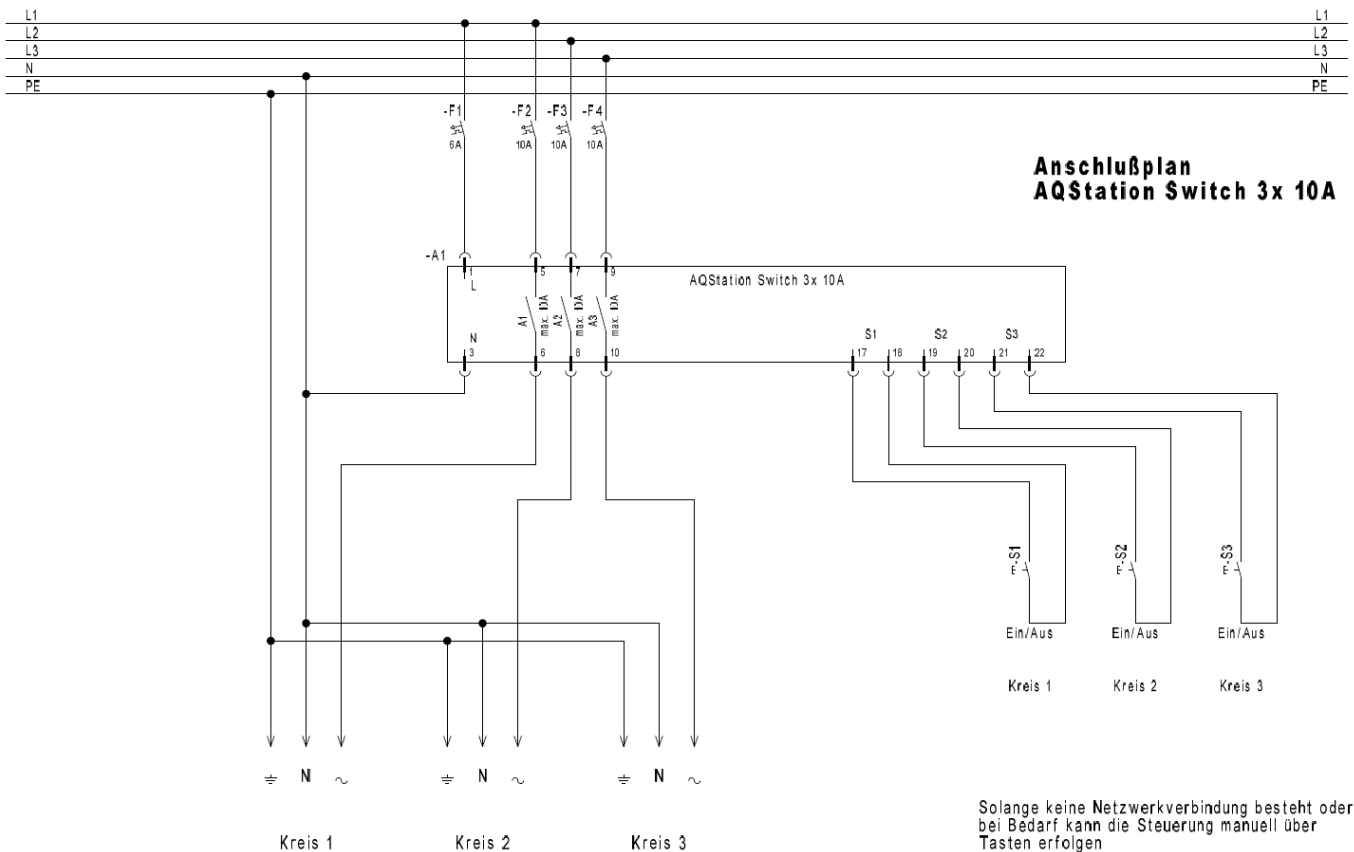 L1 L1
L2 L2
L3 L3
N N
PE PE
-F1 -F2 -F3 -F4
6A 10A 10A 10A
Anschlußplan
AQStation Switch 3x 10A
-A1
1 5 7 9
L
AQStation Switch 3x 10A
A1 max. 10A A2 max. 10A A3 max. 10A
N S1 S2 S3
3 6 8 10 17 18 19 20 21 22
-S1 -S2 -S3
E E E
Ein/Aus Ein/Aus Ein/Aus
Kreis 1 Kreis 2 Kreis 3
N N N
Kreis 1 Kreis 2 Kreis 3
Solange keine Netzwerkverbindung besteht oder
bei Bedarf kann die Steuerung manuell über
Tasten erfolgen